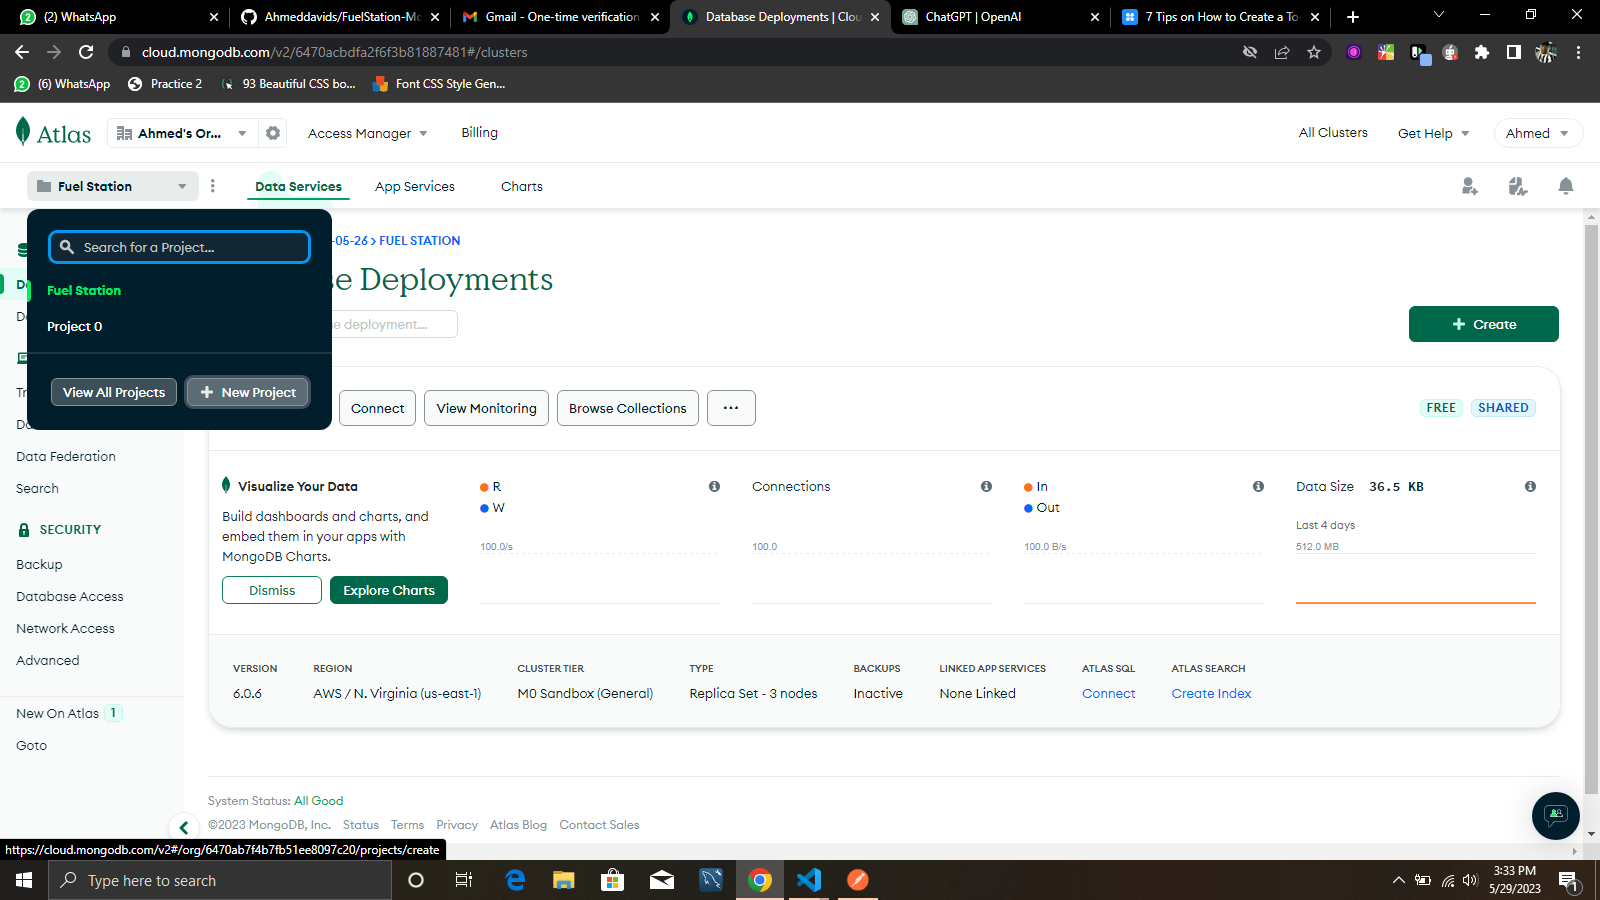 (2) WhatsApp
Ahmeddavids/FuelStation-Mo
Gmail - One-time verification
Database Deployments | Clou
ChatGPT | OpenAI
7 Tips on How to Create a To-
cloud.mongodb.com/v2/6470acbdfa2f6f3b81887481#/clusters
(6) WhatsApp
Practice 2
93 Beautiful CSS bo...
Font CSS Style Gen...
Atlas
Ahmed's Or...
Access Manager
Billing
All Clusters
Get Help
Ahmed
Fuel Station
Data Services
App Services
Charts
Search for a Project...
-05-26 > FUEL STATION
Fuel Station
se Deployments
Project 0
se deployment...
+ Create
View All Projects
+ New Project
Connect
View Monitoring
Browse Collections
...
FREE
SHARED
Data Federation
Search
SECURITY
Backup
Database Access
Network Access
Advanced
New On Atlas 1
Goto
Visualize Your Data
Build dashboards and charts, and
embed them in your apps with
MongoDB Charts.
Dismiss
Explore Charts
R
W
100.0/s
Connections
100.0
In
Out
100.0 B/s
Data Size 36.5 KB
Last 4 days
512.0 MB
VERSION
6.0.6
REGION
AWS / N. Virginia (us-east-1)
CLUSTER TIER
M0 Sandbox (General)
TYPE
Replica Set - 3 nodes
BACKUPS
Inactive
LINKED APP SERVICES
None Linked
ATLAS SQL
Connect
ATLAS SEARCH
Create Index
System Status: All Good
©2023 MongoDB, Inc. Status Terms Privacy Atlas Blog Contact Sales
https://cloud.mongodb.com/v2#/org/6470ab7f4b7fb51ee8097c20/projects/create
Type here to search
3:33 PM
5/29/2023
1